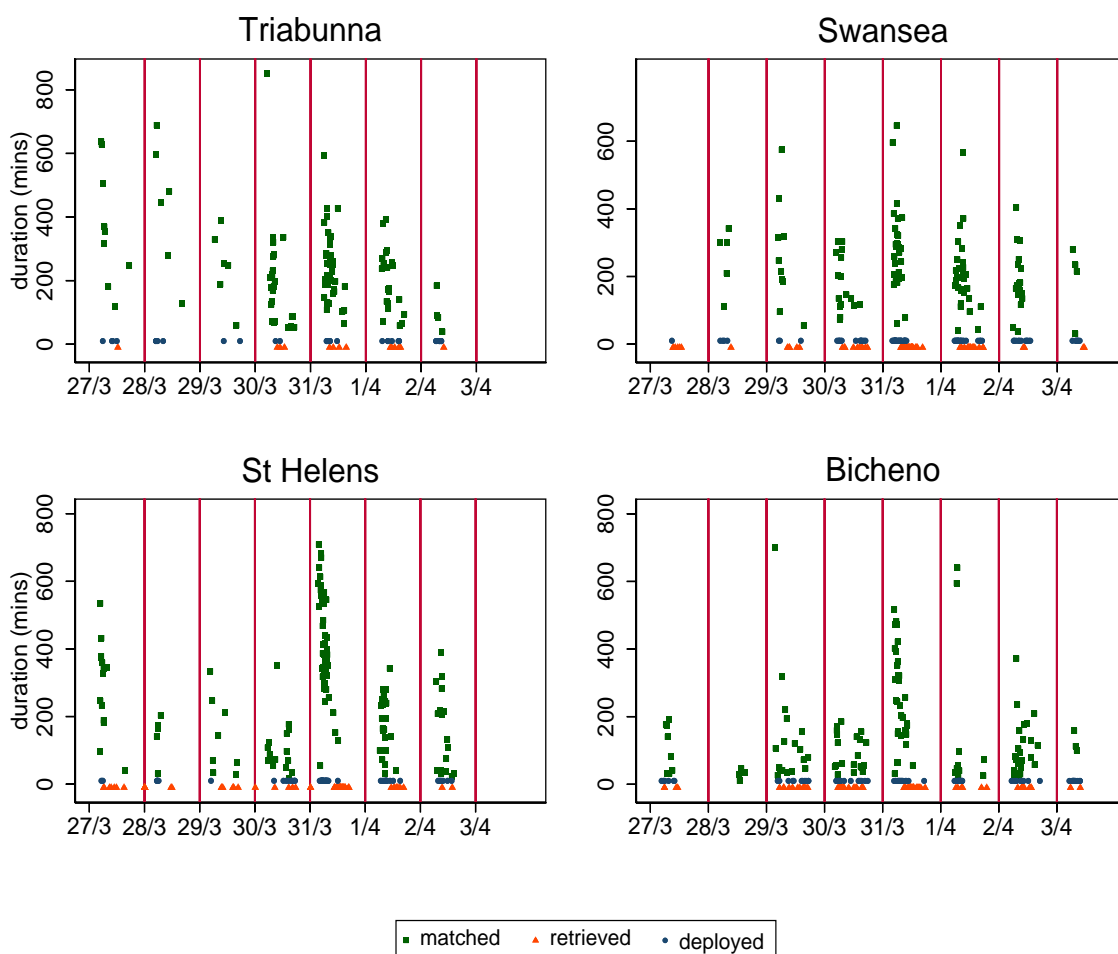 Triabunna
Swansea
duration (mins)
0 200 400 600 800
27/3 28/3 29/3 30/3 31/3 1/4 2/4 3/4
0 200 400 600
27/3 28/3 29/3 30/3 31/3 1/4 2/4 3/4
St Helens
Bicheno
duration (mins)
0 200 400 600 800
27/3 28/3 29/3 30/3 31/3 1/4 2/4 3/4
0 200 400 600 800
27/3 28/3 29/3 30/3 31/3 1/4 2/4 3/4
matched retrieved deployed